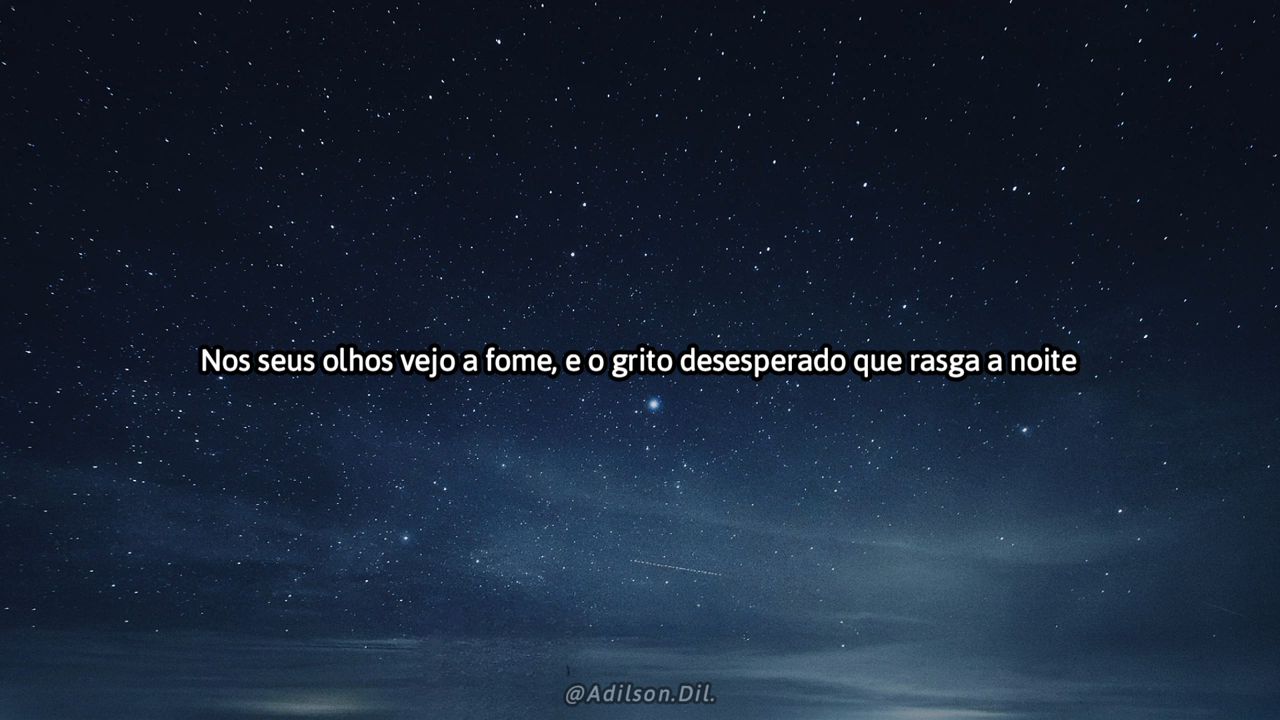 Nos seus olhos vejo a fome, e o grito desesperado que rasga a noite
@Adilson.Dil.